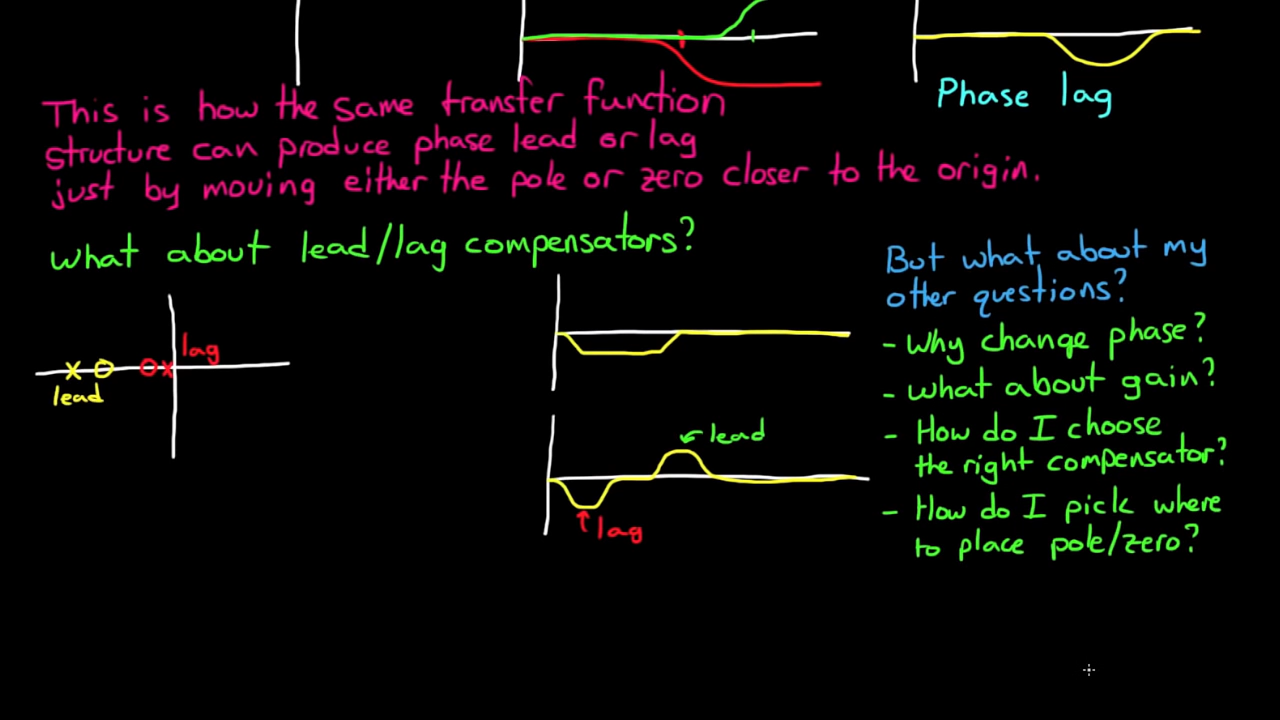 Phase lag
This is how the same transfer function
structure can produce phase lead or lag
just by moving either the pole or zero closer to the origin.
what about lead/lag compensators?
lag
lead
lead
lag
But what about my
other questions?
- Why change phase?
- What about gain?
- How do I choose
the right compensator?
- How do I pick where
to place pole/zero?